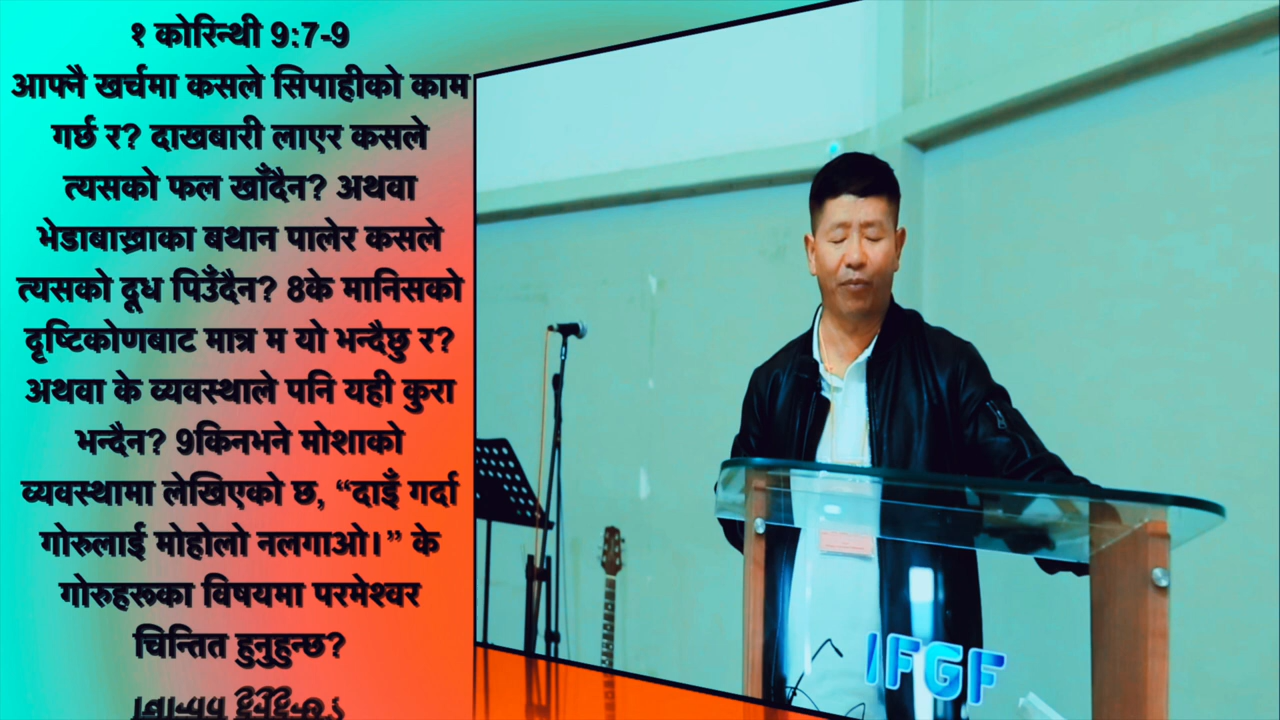 १ कोरिन्थी 9:7-9
आफ्नै खर्चमा कसले सिपाहीको काम
गर्छ र? दाखबारी लाएर कसले
त्यसको फल खाँदैन? अथवा
भेडाबाख्राका बथान पालेर कसले
त्यसको दूध पिउँदैन? 8के मानिसको
दृष्टिकोणबाट मात्र म यो भन्दैछु र?
अथवा के व्यवस्थाले पनि यही कुरा
भन्दैन? 9किनभने मोशाको
व्यवस्थामा लेखिएको छ, “दाइँ गर्दा
गोरुलाई मोहोलो नलगाओ।” के
गोरुहरूका विषयमा परमेश्वर
चिन्तित हुनुहुन्छ?
IFGF